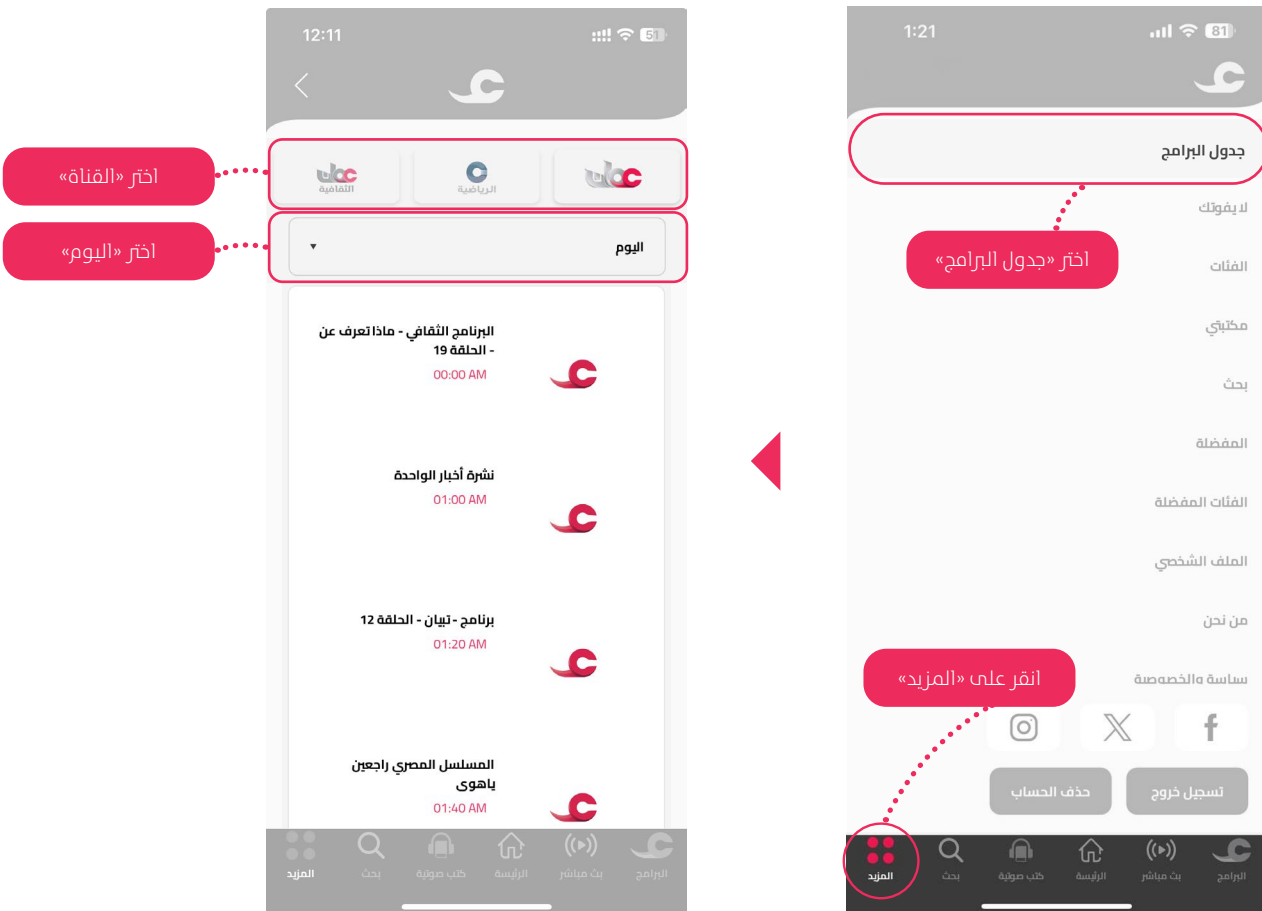 1:21
81
جدول البرامج
لا يفوتك
اختر «جدول البرامج»
الفئات
مكتبتي
بحث
المفضلة
الفئات المفضلة
الملف الشخصي
من نحن
انقر على «المزيد»
سياسة والخصوصية
تسجيل خروج
حذف الحساب
البرامج
بث مباشر
الرئيسة
كتب صوتية
بحث
المزيد
12:11
51
عمان
الرياضية
عمان
الثقافية
اختر «القناة»
اليوم
اختر «اليوم»
البرنامج الثقافي - ماذا تعرف عن
- الحلقة 19
00:00 AM
نشرة أخبار الواحدة
01:00 AM
برنامج - تبيان - الحلقة 12
01:20 AM
المسلسل المصري راجعين
ياهوى
01:40 AM
البرامج
بث مباشر
الرئيسة
كتب صوتية
بحث
المزيد